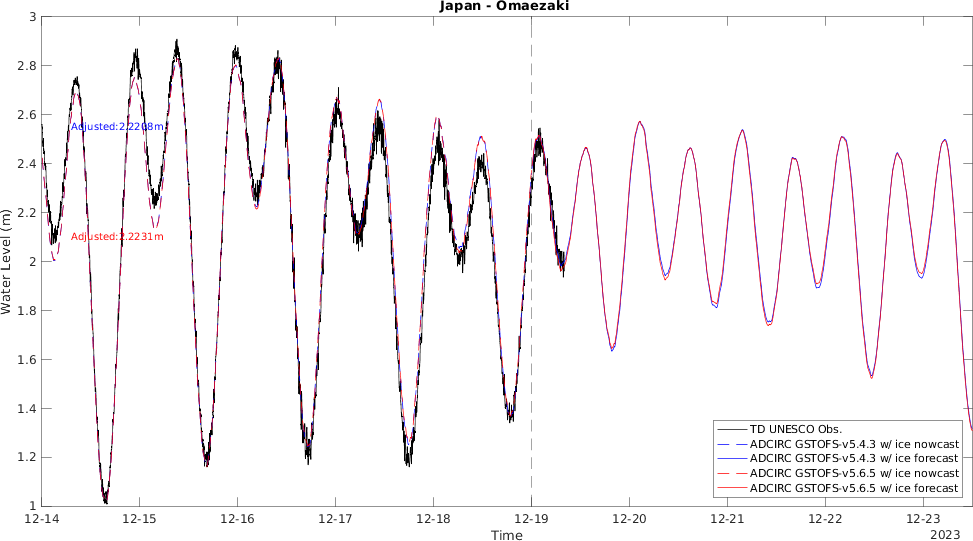 Japan - Omaezaki
3
2.8
2.6
2.4
2.2
2
1.8
1.6
1.4
1.2
1
Water Level (m)
Adjusted:2.2208m
Adjusted:2.2231m
TD UNESCO Obs.
ADCIRC GSTOFS-v5.4.3 w/ ice nowcast
ADCIRC GSTOFS-v5.4.3 w/ ice forecast
ADCIRC GSTOFS-v5.6.5 w/ ice nowcast
ADCIRC GSTOFS-v5.6.5 w/ ice forecast
12-14 12-15 12-16 12-17 12-18 12-19 12-20 12-21 12-22 12-23
Time
2023